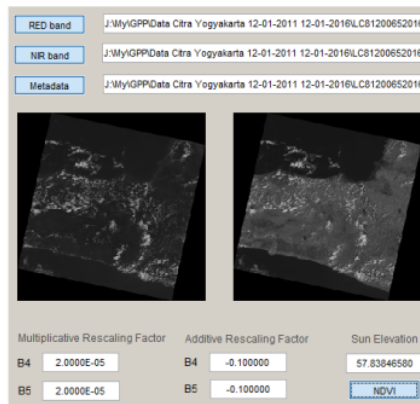 RED band J:\My\GPP\Data Citra Yogyakarta 12-01-2011 12-01-2016\LC81200652016
NIR band J:\My\GPP\Data Citra Yogyakarta 12-01-2011 12-01-2016\LC81200652016
Metadata J:\My\GPP\Data Citra Yogyakarta 12-01-2011 12-01-2016\LC81200652016
Multiplicative Rescaling Factor Additive Rescaling Factor Sun Elevation
B4 2.0000E-05 B4 -0.100000 57.83846580
B5 2.0000E-05 B5 -0.100000 NDVI